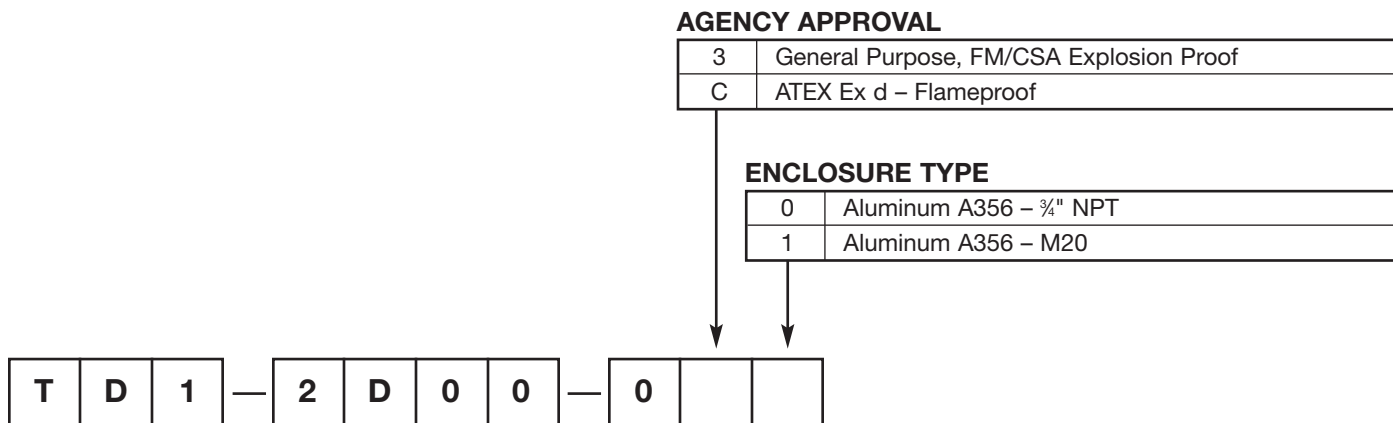 AGENCY APPROVAL
3 General Purpose, FM/CSA Explosion Proof
C ATEX Ex d – Flameproof
ENCLOSURE TYPE
0 Aluminum A356 – ¾" NPT
1 Aluminum A356 – M20
T D 1 — 2 D 0 0 — 0